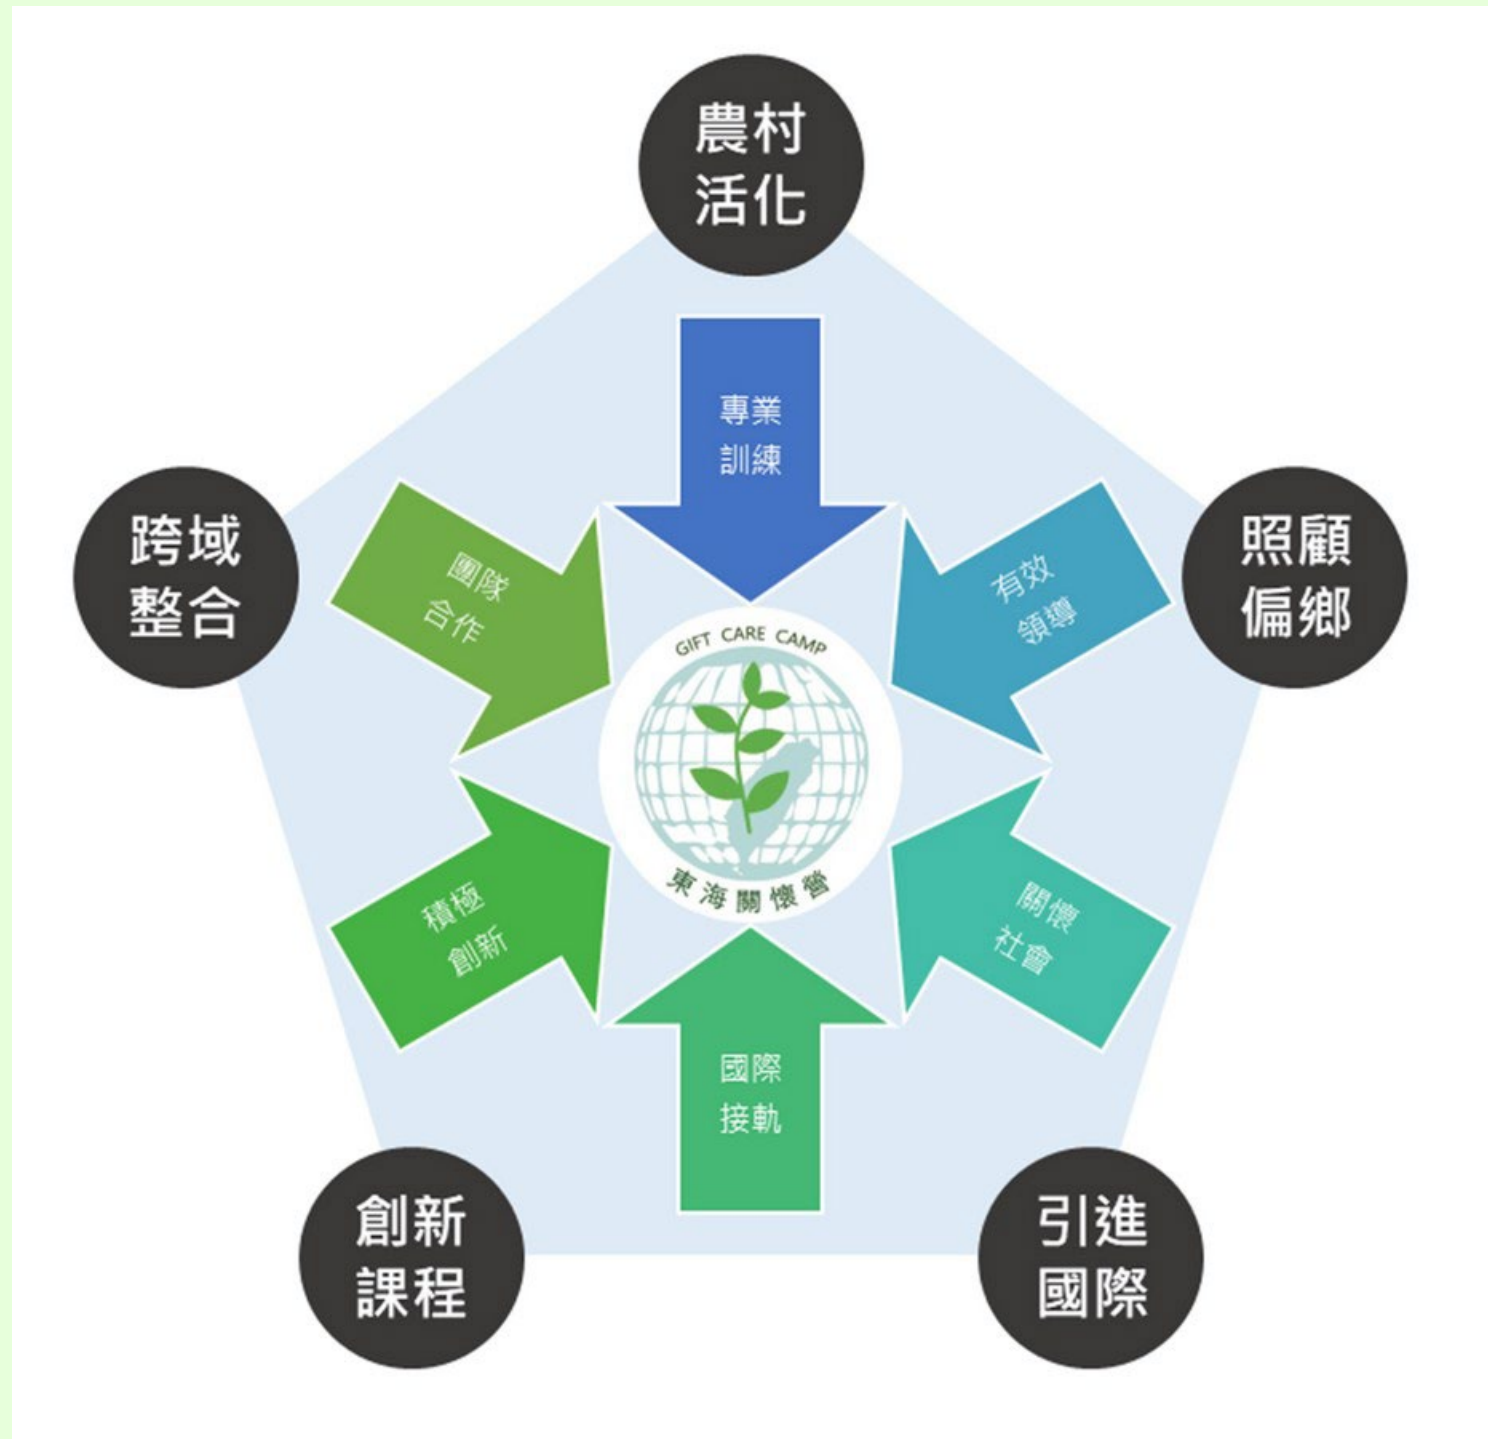 農村
活化
專業
訓練
跨域
整合
照顧
偏鄉
團隊
合作
有效
領導
GIFT CARE CAMP
東海關懷營
積極
創新
關懷
社會
國際
接軌
創新
課程
引進
國際